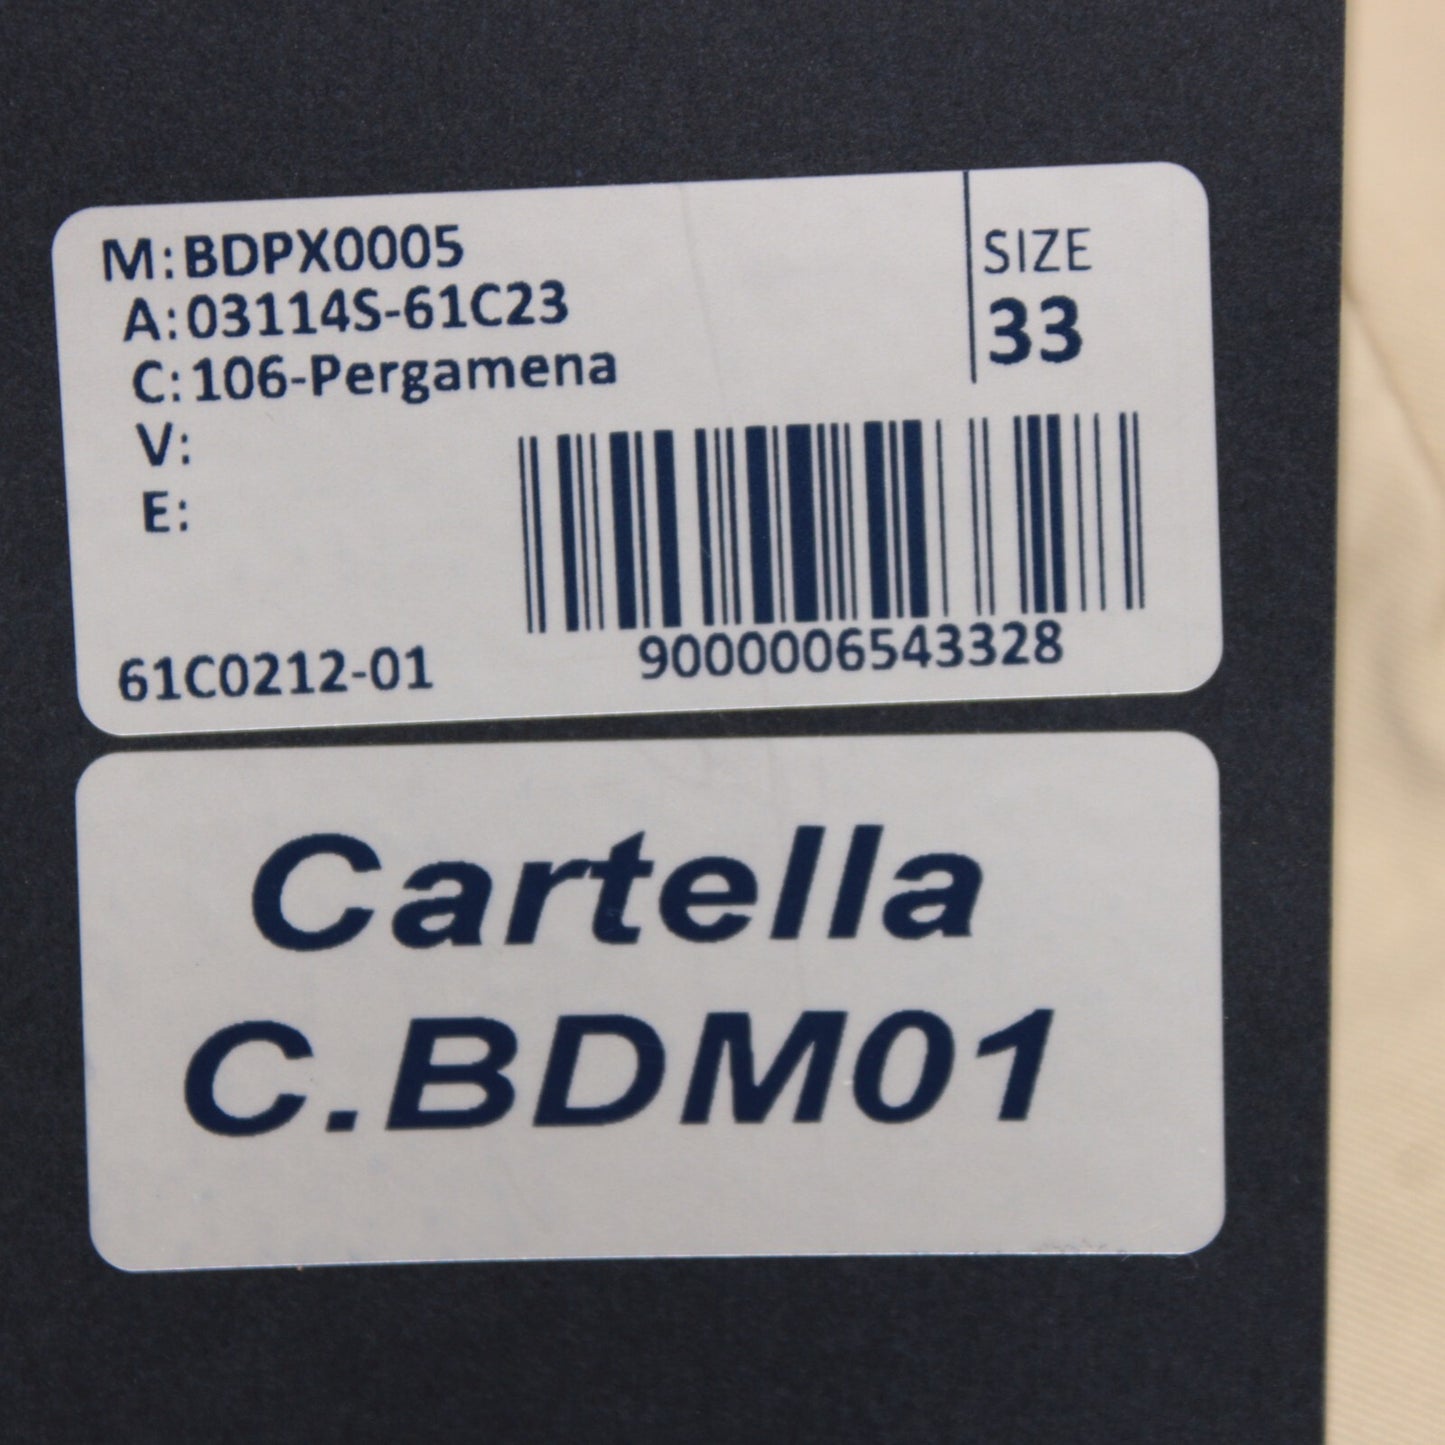 M: BDPX0005
A: 03114S-61C23
C: 106-Pergamena
V:
E:
SIZE
33
61C0212-01
9000006543328
Cartella
C.BDM01